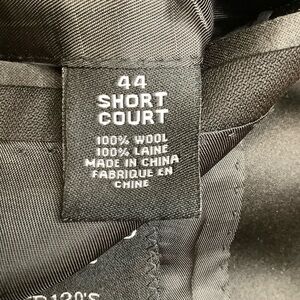 44
SHORT
COURT
100% WOOL
100% LAINE
MADE IN CHINA
FABRIQUE EN
CHINE